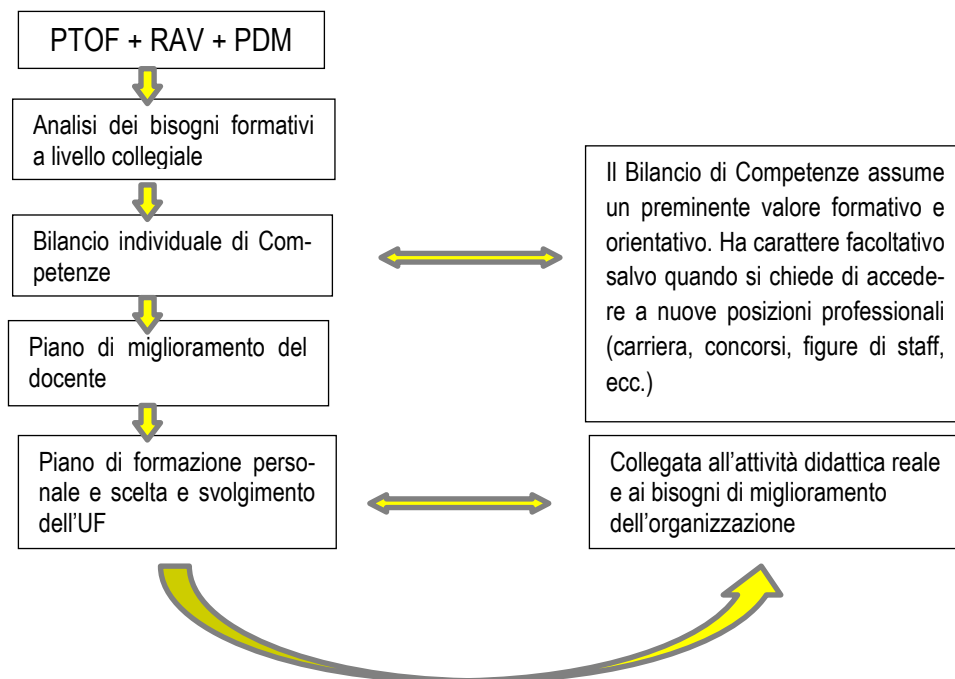 PTOF + RAV + PDM
Analisi dei bisogni formativi
a livello collegiale
Bilancio individuale di Com-
petenze
Il Bilancio di Competenze assume
un preminente valore formativo e
orientativo. Ha carattere facoltativo
salvo quando si chiede di accede-
re a nuove posizioni professionali
(carriera, concorsi, figure di staff,
ecc.)
Piano di miglioramento del
docente
Piano di formazione perso-
nale e scelta e svolgimento
dell'UF
Collegata all'attività didattica reale
e ai bisogni di miglioramento
dell'organizzazione